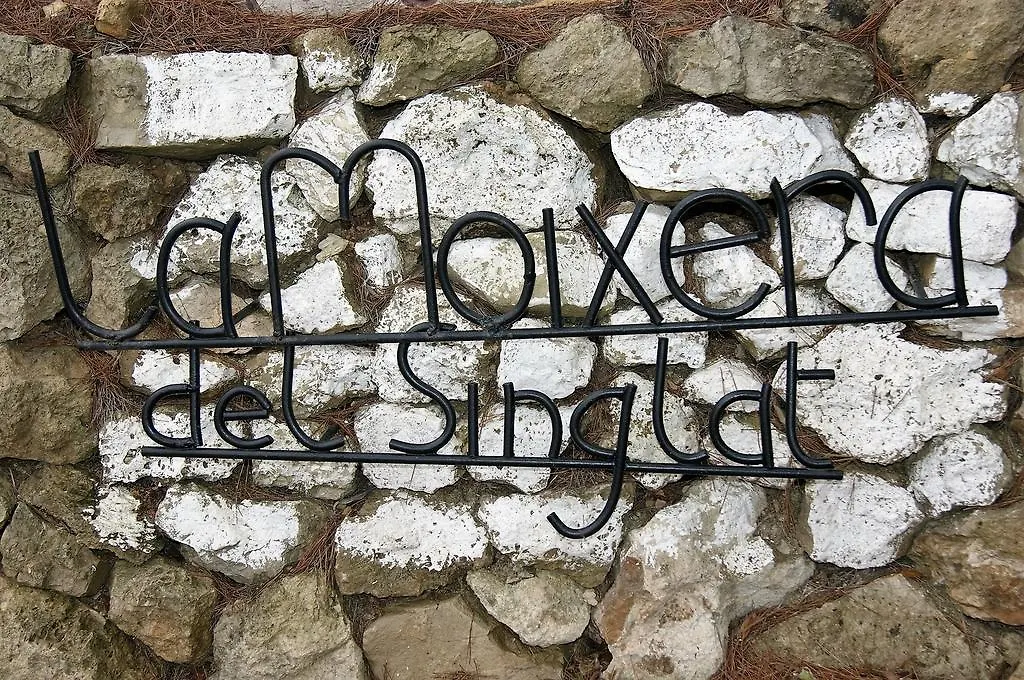 La Moixera
del Singlat